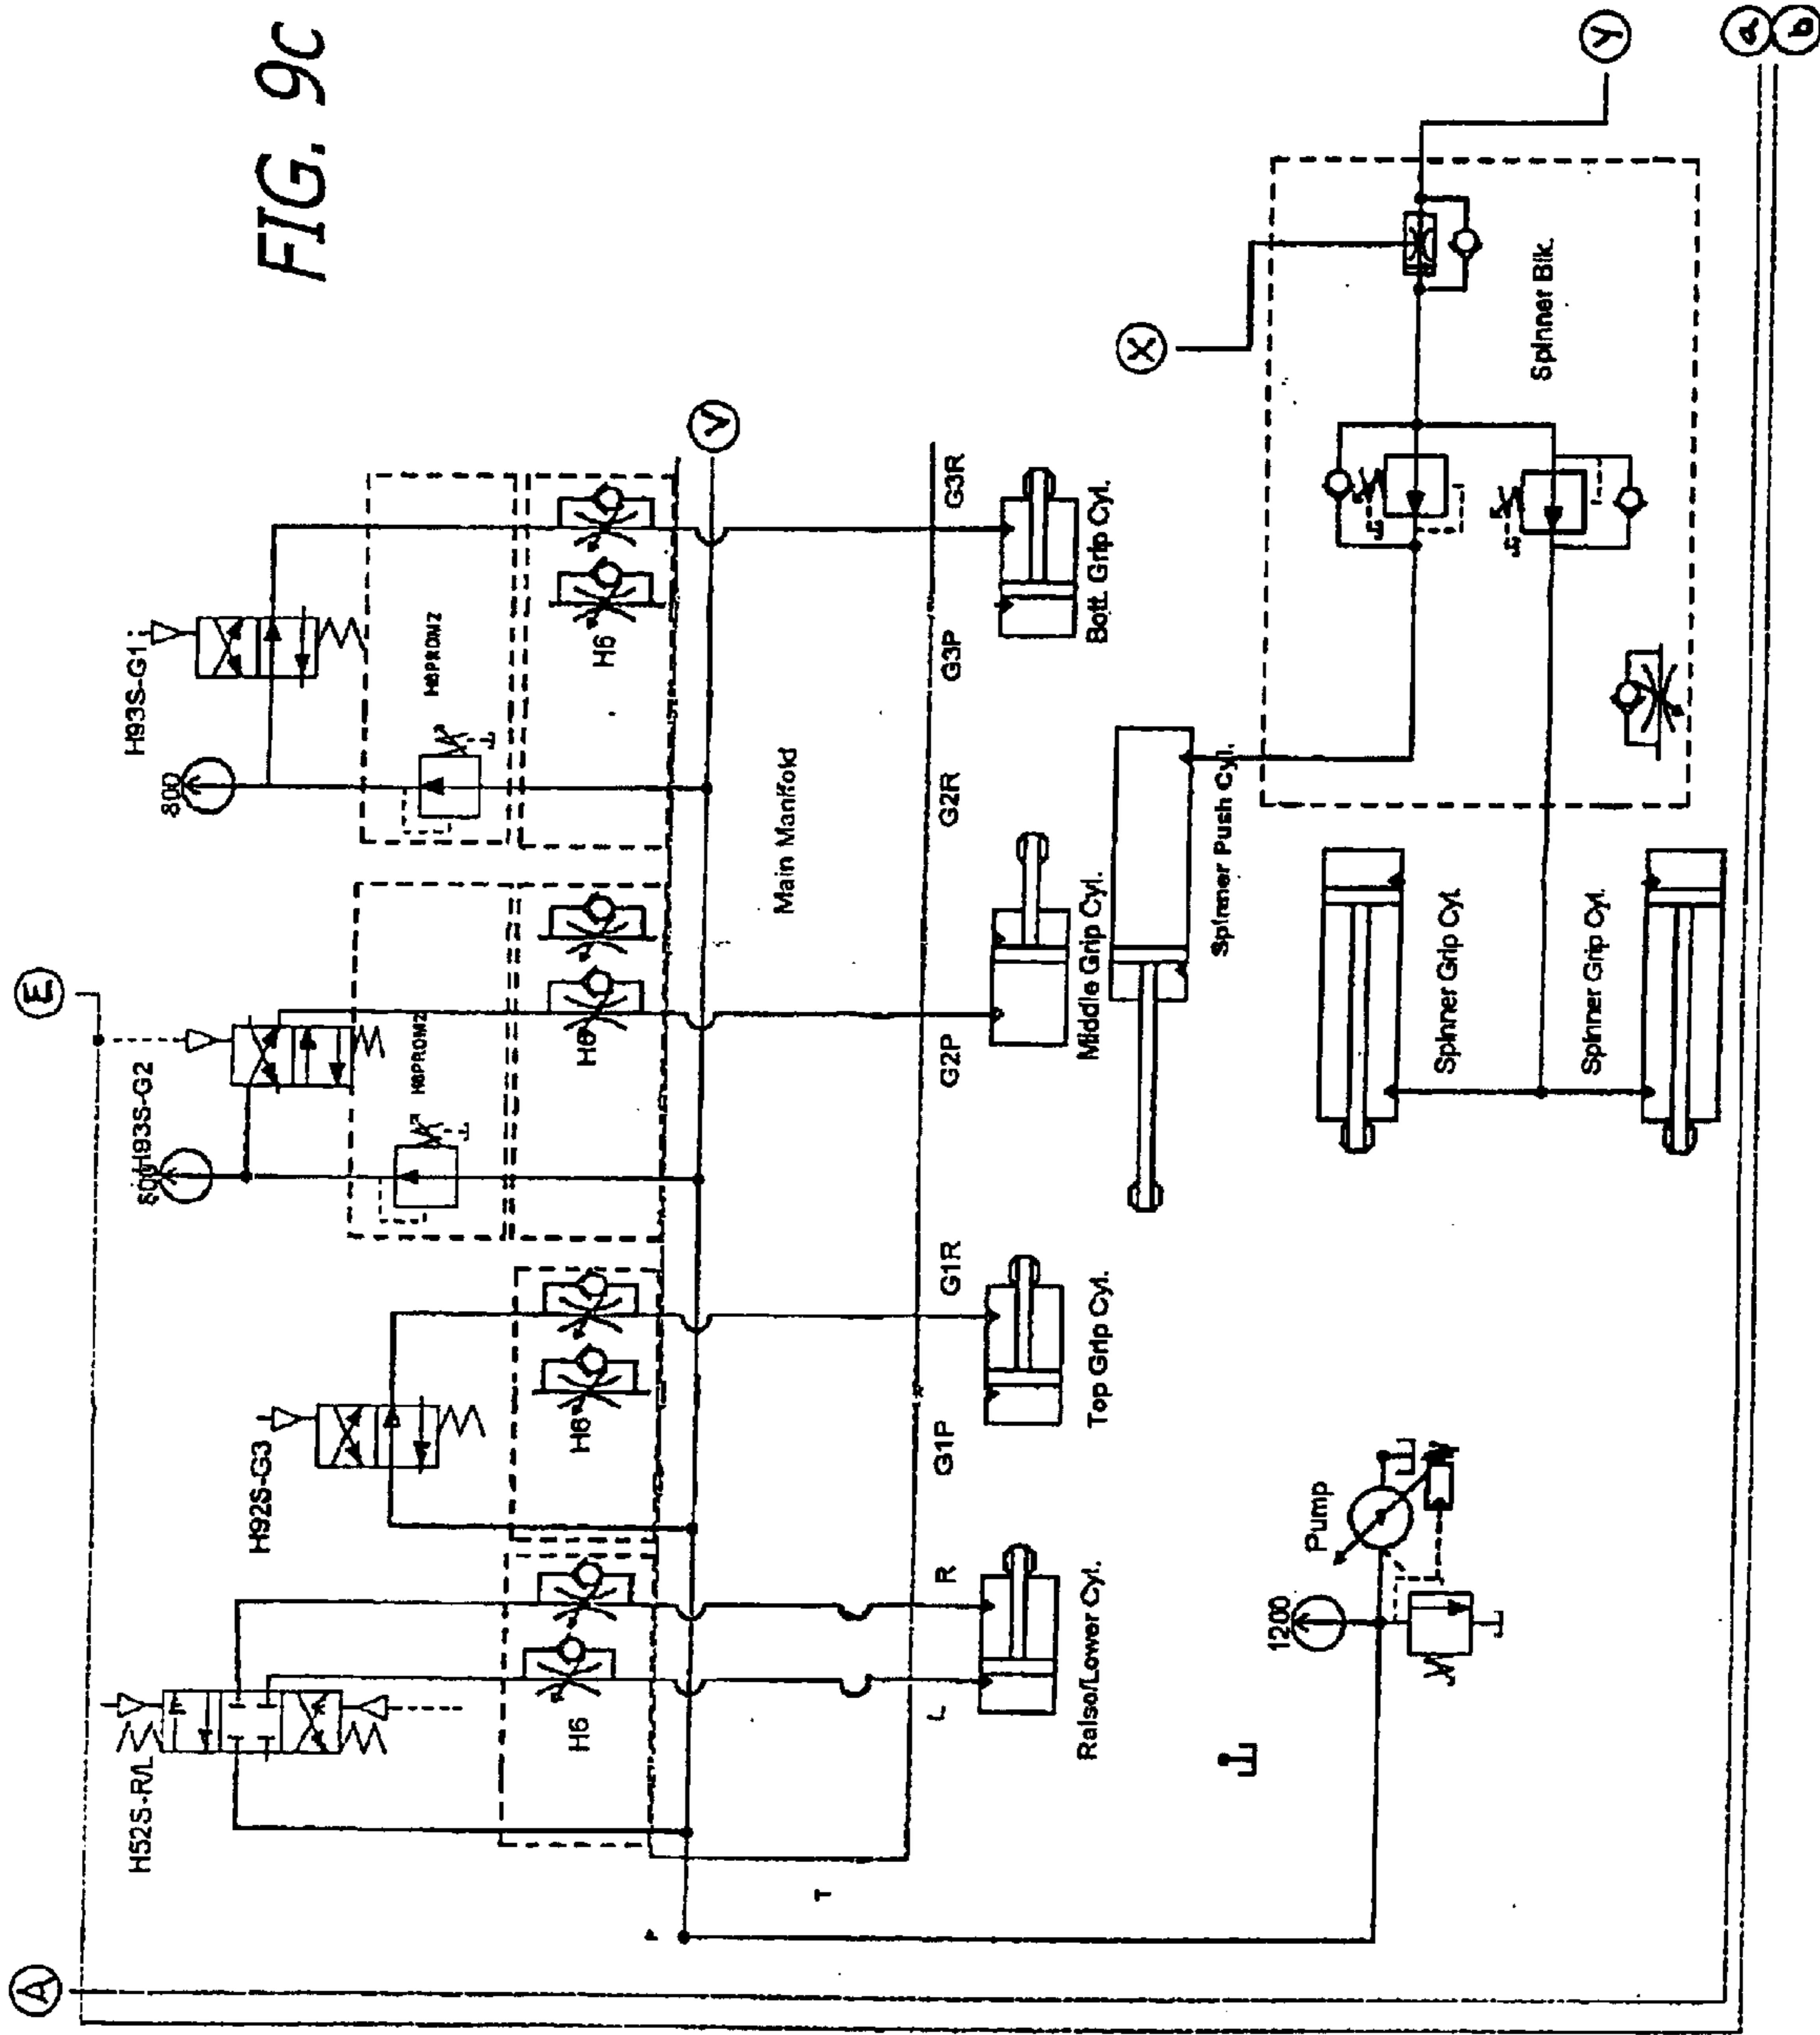 FIG. 9C
A
E
H52S-R/L
H92S-G3
H93S-G2
H93S-G1
800
H6PROM2
H6PROM2
H6
H6
H6
H6
V
Main Manifold
P
T
L
R
G1P
G1R
G2P
G2R
G3P
G3R
Raise/Lower Cyl.
Top Grip Cyl.
Middle Grip Cyl.
Bott. Grip Cyl.
Spinner Push Cyl.
X
Y
Spinner Blk.
Spinner Grip Cyl.
Spinner Grip Cyl.
1200
Pump
a
b